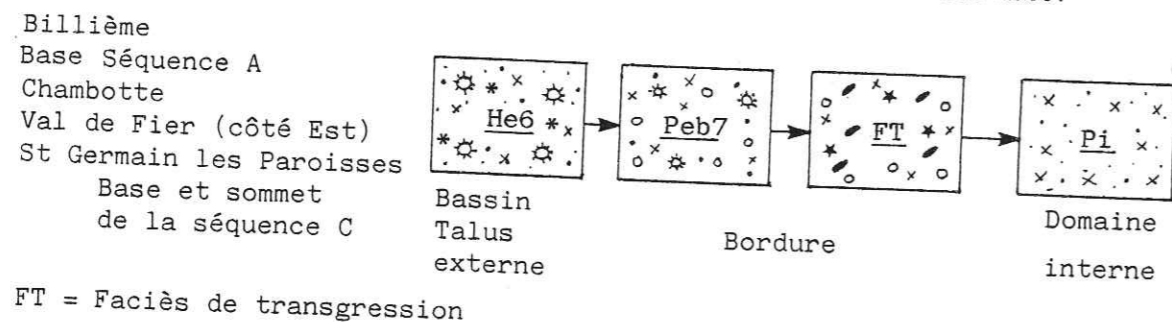 Billième
Base Séquence A
Chambotte
Val de Fier (côté Est)
St Germain les Paroisses
Base et sommet
de la séquence C
He6
Peb7
FT
Pi
Bassin
Talus
externe
Bordure
Domaine
interne
FT = Faciès de transgression